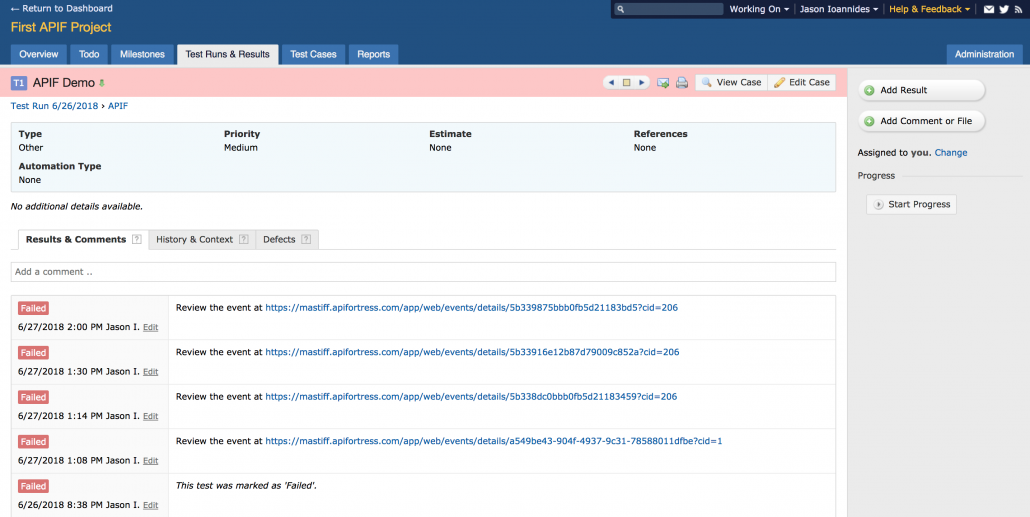 ← Return to Dashboard
Working On Jason Ioannides Help & Feedback
First APIF Project
Overview Todo Milestones Test Runs & Results Test Cases Reports Administration
T1 APIF Demo View Case Edit Case
Test Run 6/26/2018 › APIF
Type Priority Estimate References
Other Medium None None
Automation Type
None
No additional details available.
Results & Comments ? History & Context ? Defects ?
Add a comment ..
Failed
Review the event at https://mastiff.apifortress.com/app/web/events/details/5b339875bbb0fb5d21183bd5?cid=206
6/27/2018 2:00 PM Jason I. Edit
Failed
Review the event at https://mastiff.apifortress.com/app/web/events/details/5b33916e12b87d79009c852a?cid=206
6/27/2018 1:30 PM Jason I. Edit
Failed
Review the event at https://mastiff.apifortress.com/app/web/events/details/5b338dc0bbb0fb5d21183459?cid=206
6/27/2018 1:14 PM Jason I. Edit
Failed
Review the event at https://mastiff.apifortress.com/app/web/events/details/a549be43-904f-4937-9c31-78588011dfbe?cid=1
6/27/2018 1:08 PM Jason I. Edit
Failed
This test was marked as 'Failed'.
6/26/2018 8:38 PM Jason I. Edit
Add Result
Add Comment or File
Assigned to you. Change
Progress
Start Progress